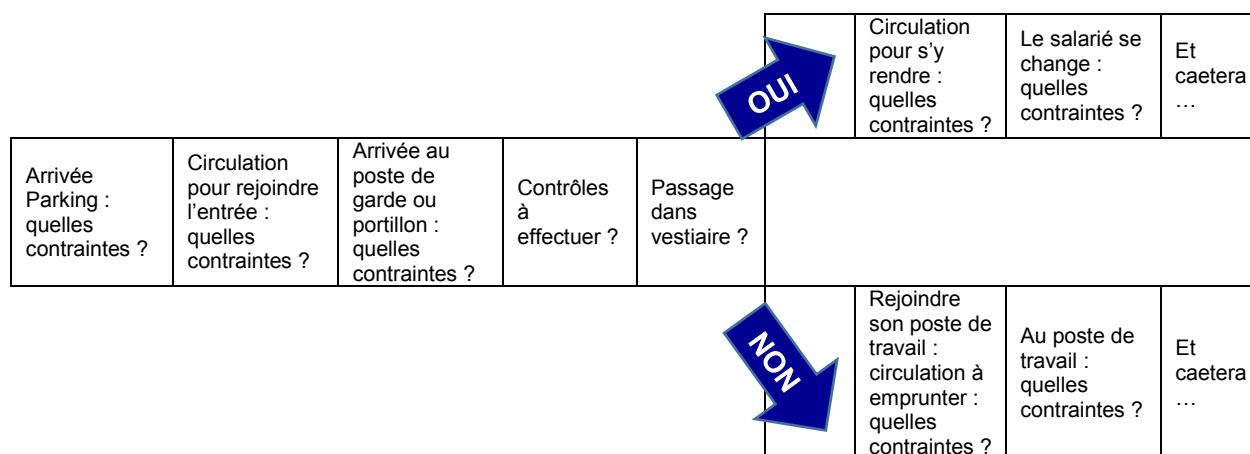 Arrivée
Parking :
quelles
contraintes ?
Circulation
pour rejoindre
l'entrée :
quelles
contraintes ?
Arrivée au
poste de
garde ou
portillon :
quelles
contraintes ?
Contrôles
à
effectuer ?
Passage
dans
vestiaire ?
OUI
Circulation
pour s'y
rendre :
quelles
contraintes ?
Le salarié se
change :
quelles
contraintes ?
Et
caetera
…
NON
Rejoindre
son poste de
travail :
circulation à
emprunter :
quelles
contraintes ?
Au poste de
travail :
quelles
contraintes ?
Et
caetera
…